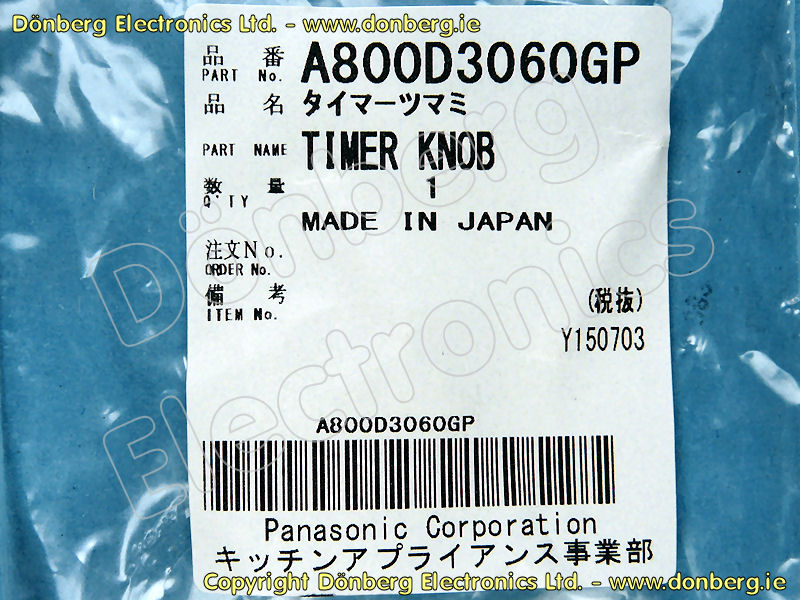 Dönberg Electronics Ltd. - www.donberg.ie
品 番 A800D3060GP
PART No.
品 名 タイマーツマミ
PART NAME TIMER KNOB
数 量 1
Q'TY
MADE IN JAPAN
注文No.
ORDER No.
備 考 (税抜)
ITEM No.
Y150703
Dönberg
Electronics
A800D3060GP
Panasonic Corporation
キッチンアプライアンス事業部
Copyright Dönberg Electronics Ltd. - www.donberg.ie